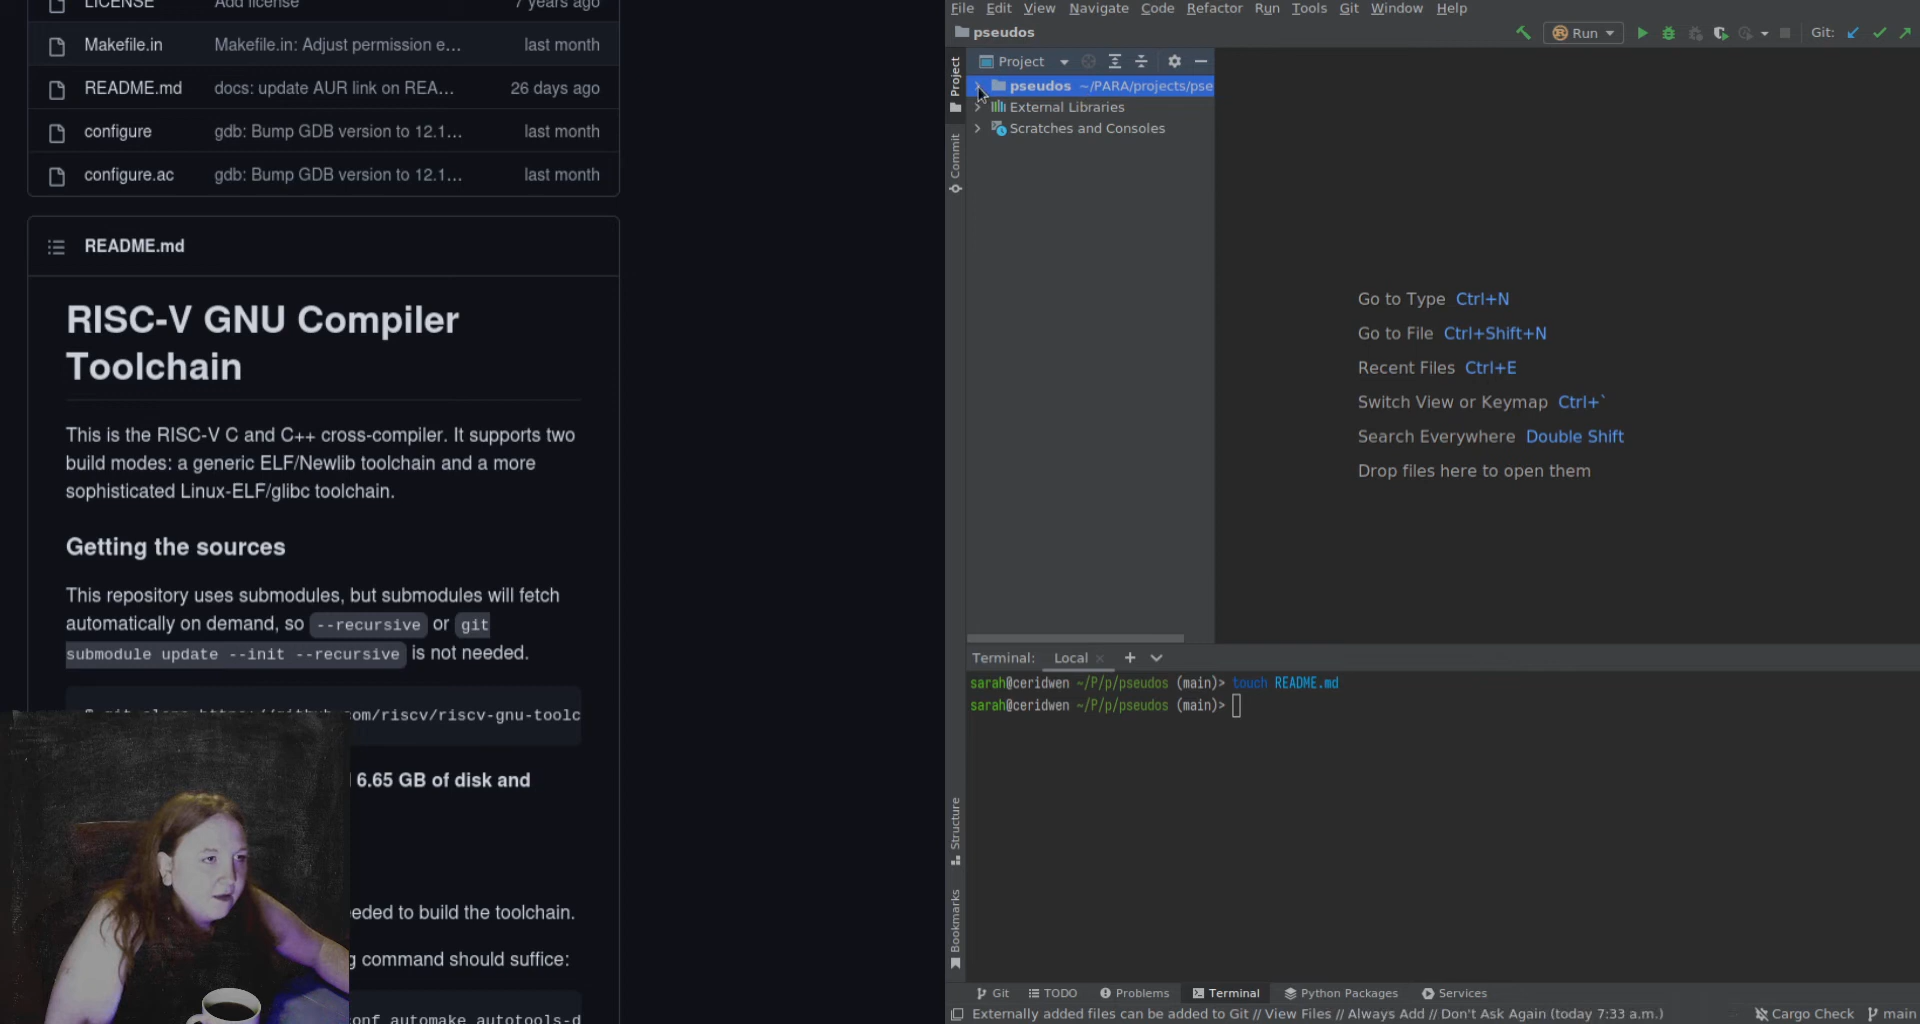 LICENSE Add license 7 years ago
Makefile.in Makefile.in: Adjust permission e... last month
README.md docs: update AUR link on REA... 26 days ago
configure gdb: Bump GDB version to 12.1... last month
configure.ac gdb: Bump GDB version to 12.1... last month
README.md
RISC-V GNU Compiler
Toolchain
This is the RISC-V C and C++ cross-compiler. It supports two
build modes: a generic ELF/Newlib toolchain and a more
sophisticated Linux-ELF/glibc toolchain.
Getting the sources
This repository uses submodules, but submodules will fetch
automatically on demand, so --recursive or git
submodule update --init --recursive is not needed.
$ git clone https://github.com/riscv/riscv-gnu-toolc
6.65 GB of disk and
eded to build the toolchain.
g command should suffice:
conf automake autotools-d
File Edit View Navigate Code Refactor Run Tools Git Window Help
pseudos
Run
Git:
Project
Project
pseudos ~/PARA/projects/pse
External Libraries
Scratches and Consoles
Commit
Go to Type Ctrl+N
Go to File Ctrl+Shift+N
Recent Files Ctrl+E
Switch View or Keymap Ctrl+`
Search Everywhere Double Shift
Drop files here to open them
Terminal: Local
sarah@ceridwen ~/P/p/pseudos (main)> touch README.md
sarah@ceridwen ~/P/p/pseudos (main)>
Structure
Bookmarks
Git TODO Problems Terminal Python Packages Services
Externally added files can be added to Git // View Files // Always Add // Don't Ask Again (today 7:33 a.m.) Cargo Check main